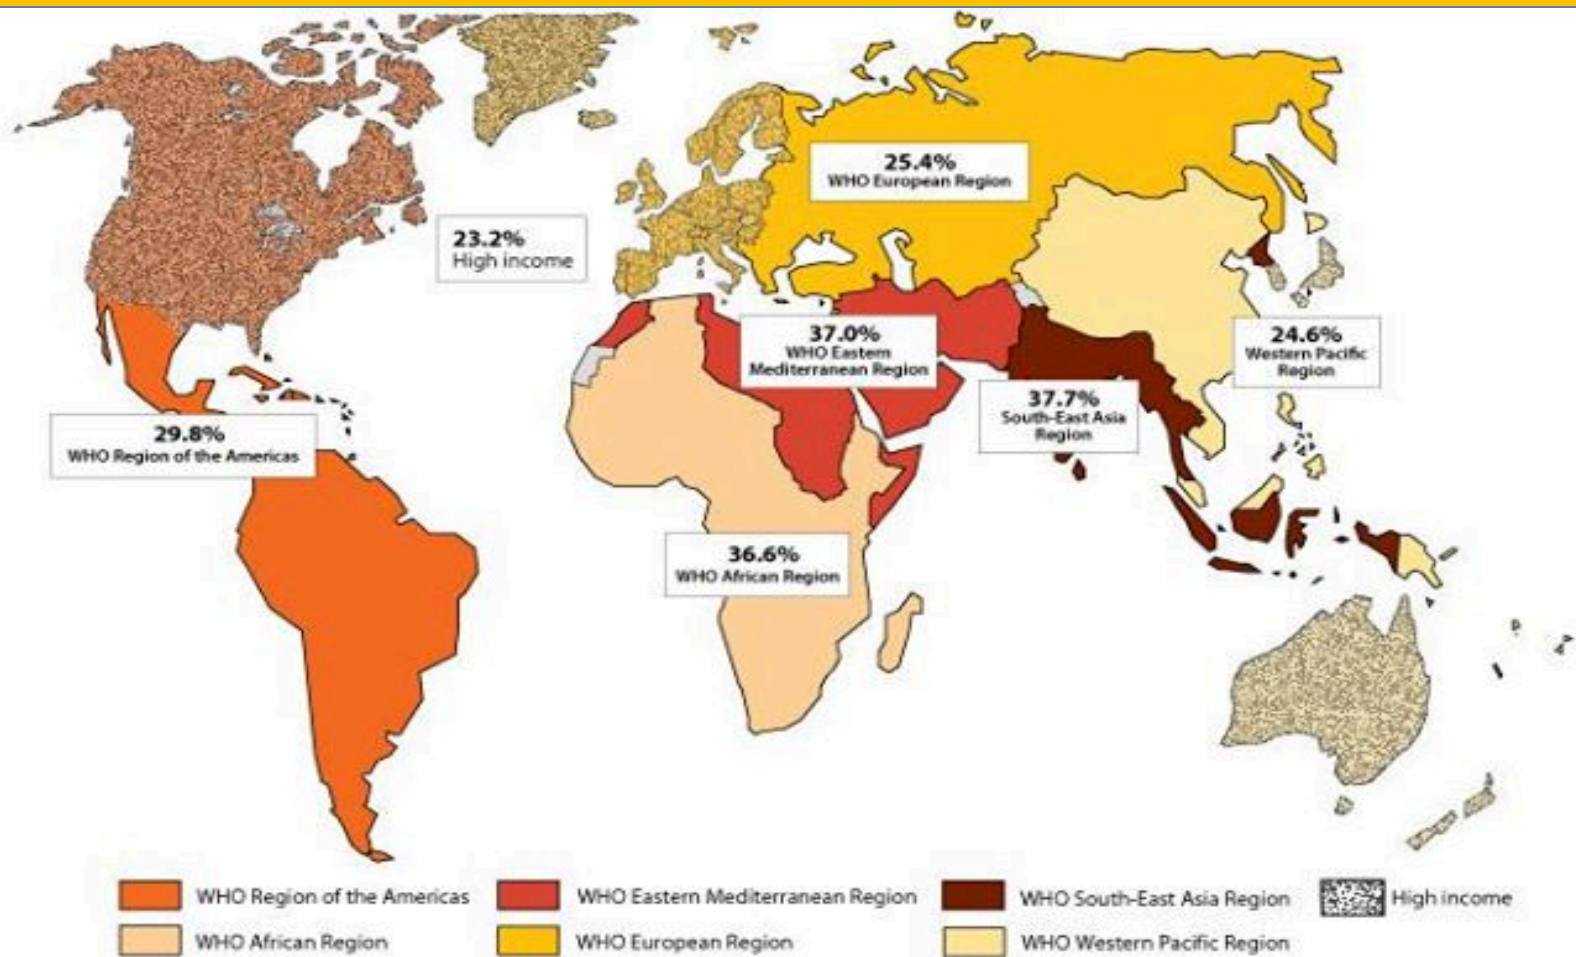 25.4%
WHO European Region
23.2%
High income
37.0%
WHO Eastern
Mediterranean Region
24.6%
Western Pacific
Region
37.7%
South-East Asia
Region
29.8%
WHO Region of the Americas
36.6%
WHO African Region
WHO Region of the Americas
WHO Eastern Mediterranean Region
WHO South-East Asia Region
High income
WHO African Region
WHO European Region
WHO Western Pacific Region